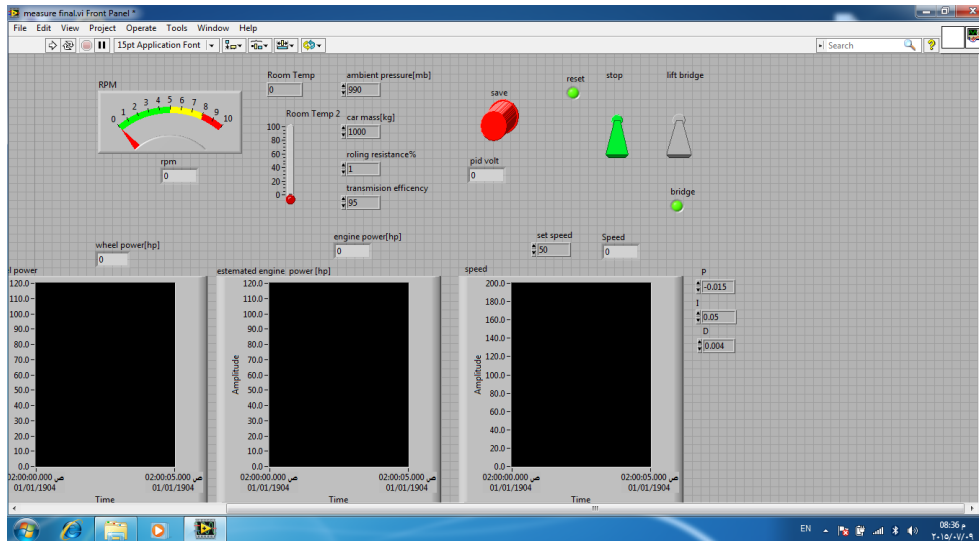 measure final.vi Front Panel *
File Edit View Project Operate Tools Window Help
15pt Application Font
Search
RPM
0 1 2 3 4 5 6 7 8 9 10
rpm
0
Room Temp
0
Room Temp 2
100
80
60
40
20
0
ambient pressure[mb]
990
car mass[kg]
1000
roling resistance%
1
transmision efficency
95
save
pid volt
0
reset
stop
lift bridge
bridge
wheel power[hp]
0
engine power[hp]
0
set speed
50
Speed
0
l power
120.0
110.0
100.0
90.0
80.0
70.0
60.0
50.0
40.0
30.0
20.0
10.0
0.0
02:00:00.000 ص
01/01/1904
02:00:05.000 ص
01/01/1904
Time
estemated engine power [hp]
Amplitude
120.0
110.0
100.0
90.0
80.0
70.0
60.0
50.0
40.0
30.0
20.0
10.0
0.0
02:00:00.000 ص
01/01/1904
02:00:05.000 ص
01/01/1904
Time
speed
Amplitude
200.0
180.0
160.0
140.0
120.0
100.0
80.0
60.0
40.0
20.0
0.0
02:00:00.000 ص
01/01/1904
02:00:05.000 ص
01/01/1904
Time
P
-0.015
I
0.05
D
0.004
EN
08:36 م
٢٠١٥/٠٧/٠٩